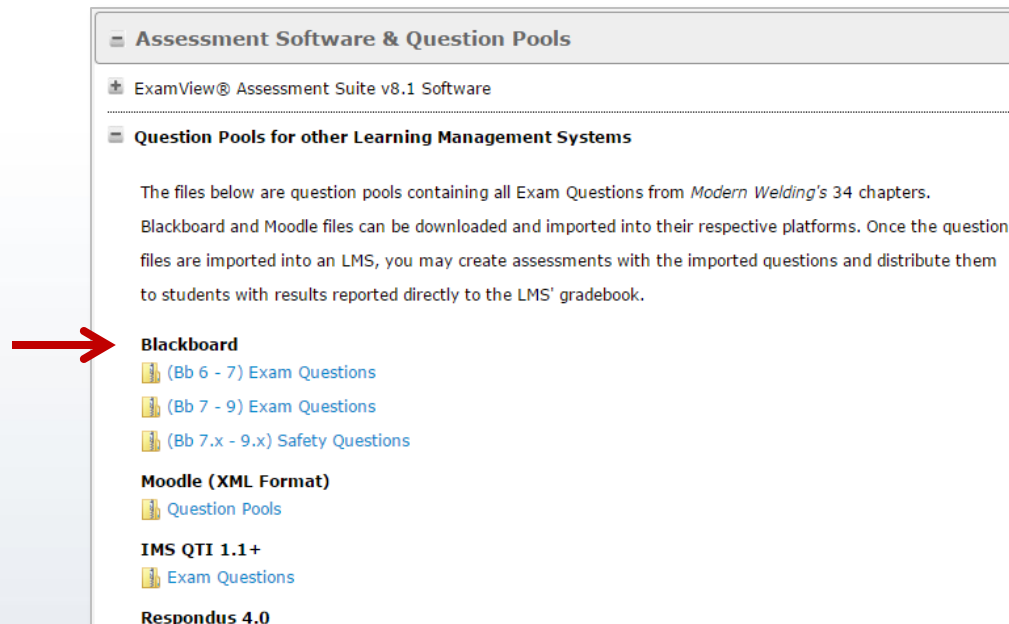 Assessment Software & Question Pools
ExamView® Assessment Suite v8.1 Software
Question Pools for other Learning Management Systems
The files below are question pools containing all Exam Questions from Modern Welding's 34 chapters.
Blackboard and Moodle files can be downloaded and imported into their respective platforms. Once the question
files are imported into an LMS, you may create assessments with the imported questions and distribute them
to students with results reported directly to the LMS' gradebook.
Blackboard
(Bb 6 - 7) Exam Questions
(Bb 7 - 9) Exam Questions
(Bb 7.x - 9.x) Safety Questions
Moodle (XML Format)
Question Pools
IMS QTI 1.1+
Exam Questions
Respondus 4.0